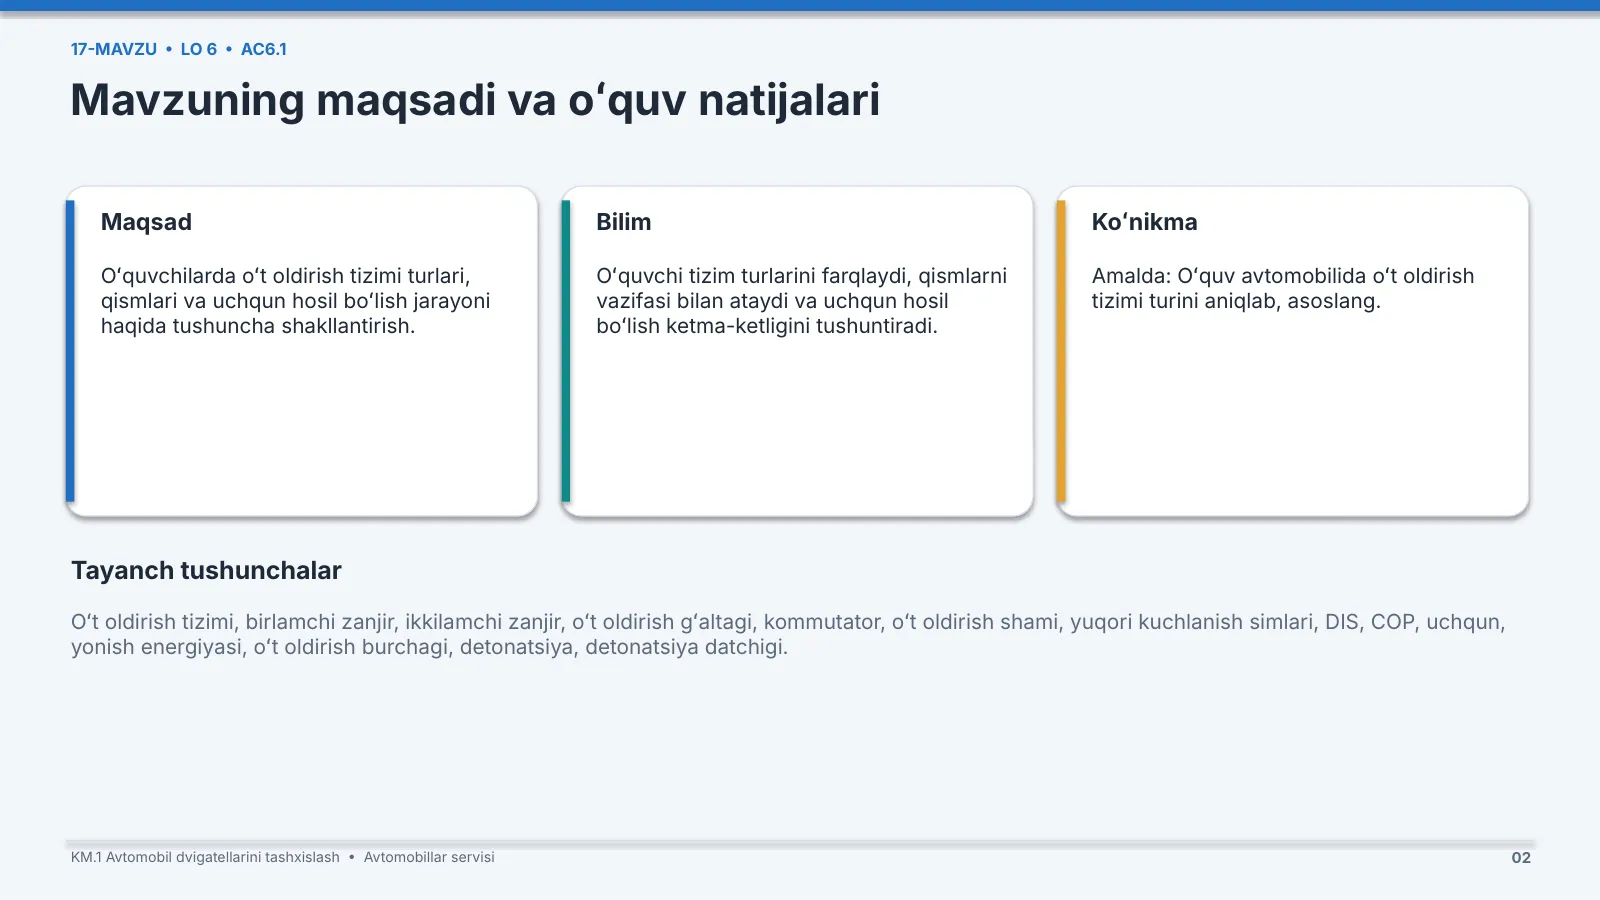 17-MAVZU • LO 6 • AC6.1
Mavzuning maqsadi va oʻquv natijalari
Maqsad
Oʻquvchilarda oʻt oldirish tizimi turlari,
qismlari va uchqun hosil boʻlish jarayoni
haqida tushuncha shakllantirish.
Bilim
Oʻquvchi tizim turlarini farqlaydi, qismlarni
vazifasi bilan ataydi va uchqun hosil
boʻlish ketma-ketligini tushuntiradi.
Koʻnikma
Amalda: Oʻquv avtomobilida oʻt oldirish
tizimi turini aniqlab, asoslang.
Tayanch tushunchalar
Oʻt oldirish tizimi, birlamchi zanjir, ikkilamchi zanjir, oʻt oldirish gʻaltagi, kommutator, oʻt oldirish shami, yuqori kuchlanish simlari, DIS, COP, uchqun,
yonish energiyasi, oʻt oldirish burchagi, detonatsiya, detonatsiya datchigi.
KM.1 Avtomobil dvigatellarini tashxislash • Avtomobillar servisi
02